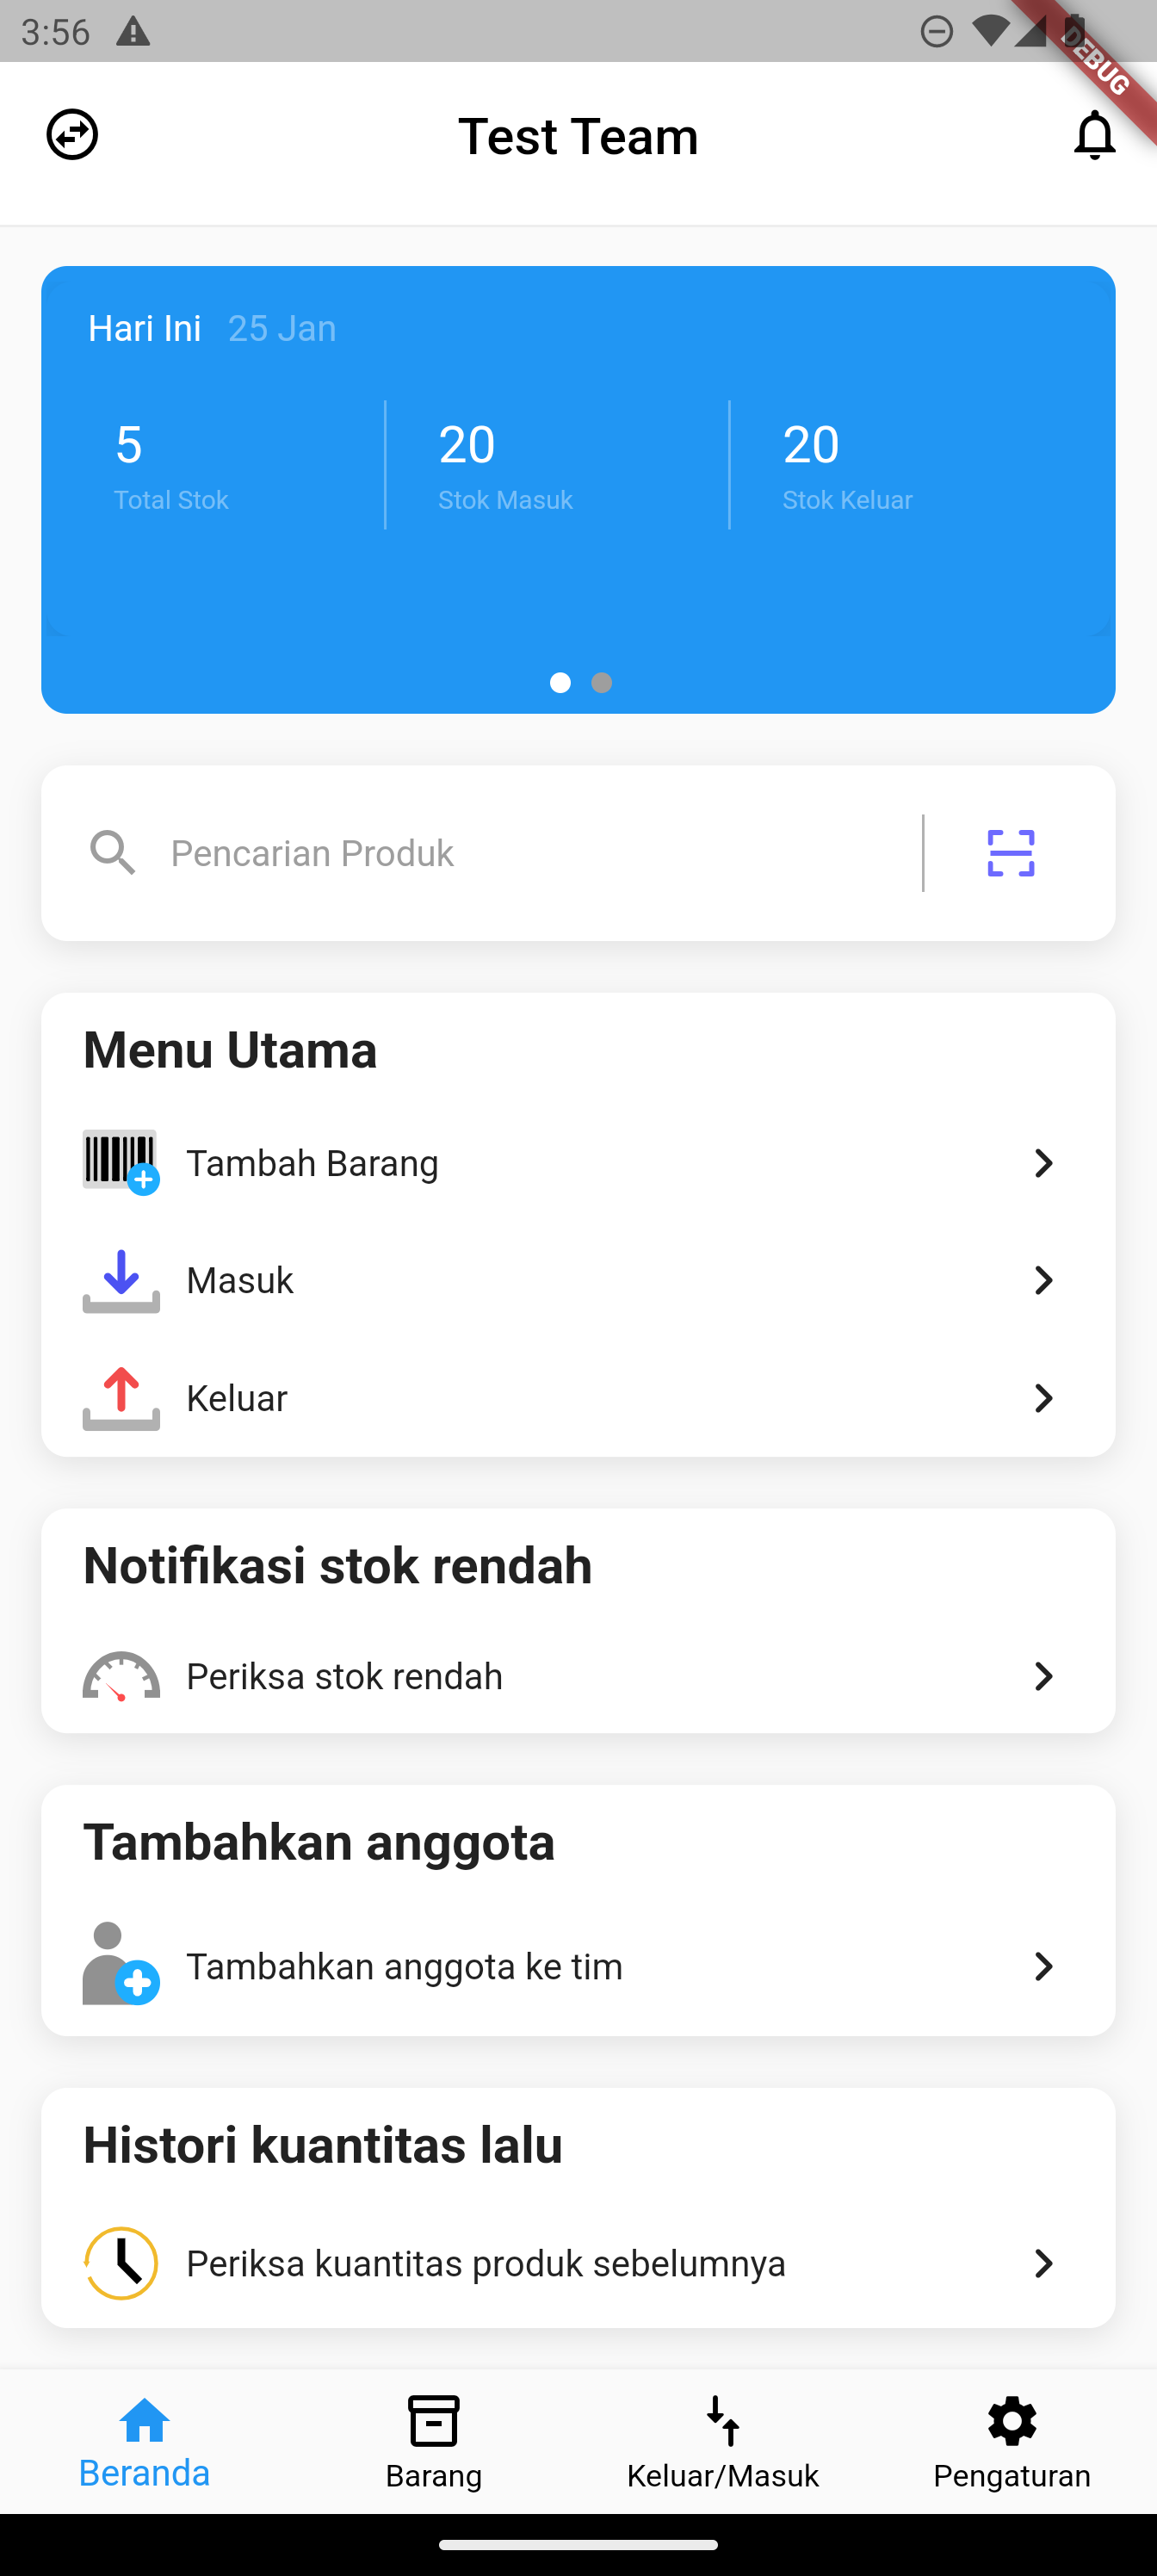 3:56
DEBUG
Test Team
Hari Ini 25 Jan
5 20 20
Total Stok Stok Masuk Stok Keluar
Pencarian Produk
Menu Utama
Tambah Barang
Masuk
Keluar
Notifikasi stok rendah
Periksa stok rendah
Tambahkan anggota
Tambahkan anggota ke tim
Histori kuantitas lalu
Periksa kuantitas produk sebelumnya
Beranda Barang Keluar/Masuk Pengaturan